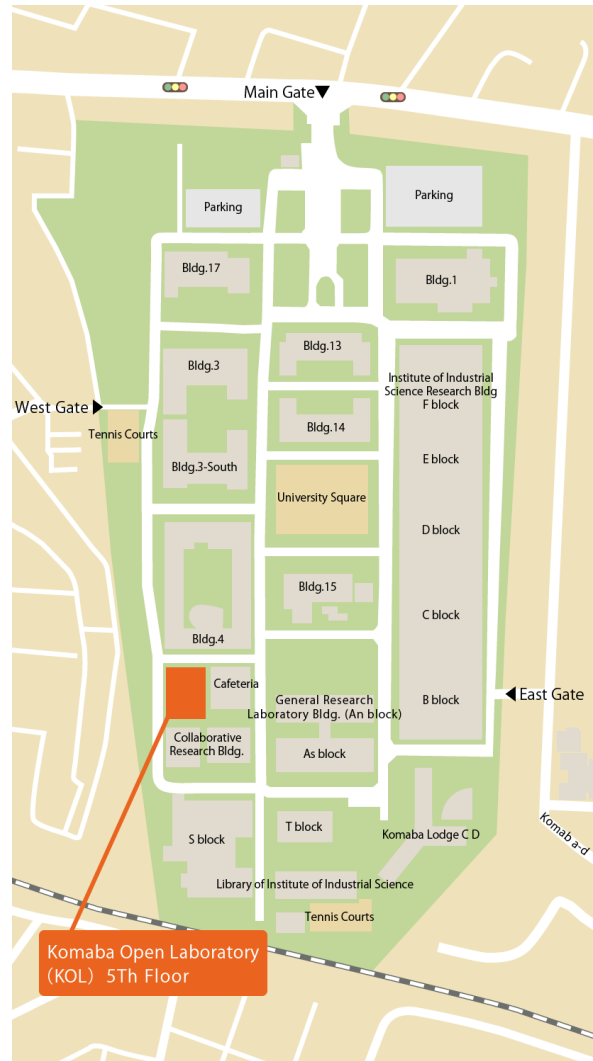 Main Gate
Parking
Parking
Bldg.17
Bldg.1
Bldg.13
Bldg.3
Institute of Industrial
Science Research Bldg
F block
West Gate
Tennis Courts
Bldg.14
Bldg.3-South
E block
University Square
D block
Bldg.15
C block
Bldg.4
Cafeteria
General Research
Laboratory Bldg. (An block)
B block
East Gate
Collaborative
Research Bldg.
As block
S block
T block
Komaba Lodge C D
Komab a-d
Library of Institute of Industrial Science
Tennis Courts
Komaba Open Laboratory
(KOL) 5Th Floor